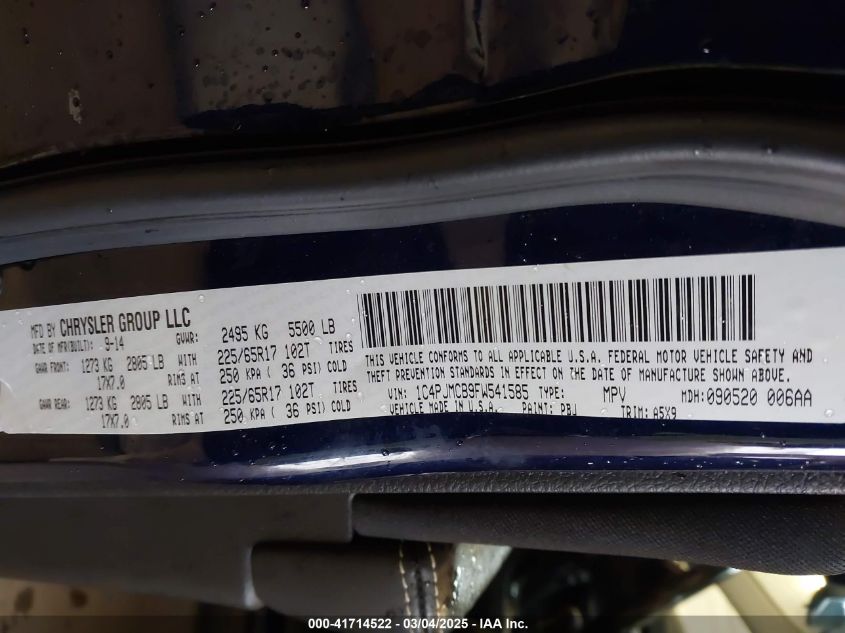 MFD BY CHRYSLER GROUP LLC
DATE OF MFR(BUILT): 9-14 GVWR: 2495 KG 5500 LB
GAWR FRONT: 1273 KG 2805 LB WITH 225/65R17 102T TIRES
17X7.0 RIMS AT 250 KPA ( 36 PSI) COLD
GAWR REAR: 1273 KG 2805 LB WITH 225/65R17 102T TIRES
17X7.0 RIMS AT 250 KPA ( 36 PSI) COLD
THIS VEHICLE CONFORMS TO ALL APPLICABLE U.S.A. FEDERAL MOTOR VEHICLE SAFETY AND
THEFT PREVENTION STANDARDS IN EFFECT ON THE DATE OF MANUFACTURE SHOWN ABOVE.
VIN: 1C4PJMCB9FW541585 TYPE: MPV MDH: 090520 006AA
VEHICLE MADE IN U.S.A. PAINT: PBJ TRIM: A5X9
000-41714522 - 03/04/2025 - IAA Inc.